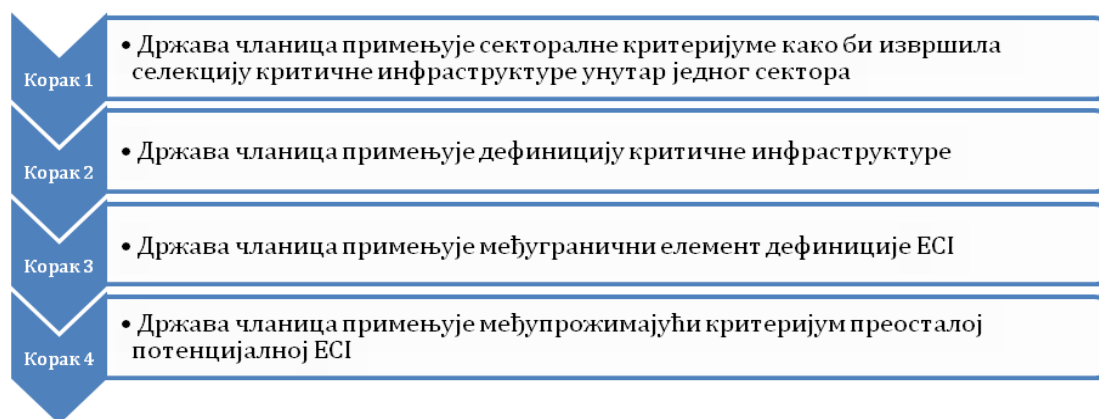 Корак 1
• Држава чланица примењује секторалне критеријуме како би извршила
селекцију критичне инфраструктуре унутар једног сектора
Корак 2
• Држава чланица примењује дефиницију критичне инфраструктуре
Корак 3
• Држава чланица примењује међугранични елемент дефиниције ECI
Корак 4
• Држава чланица примењује међупрожимајући критеријум преосталој
потенцијалној ECI